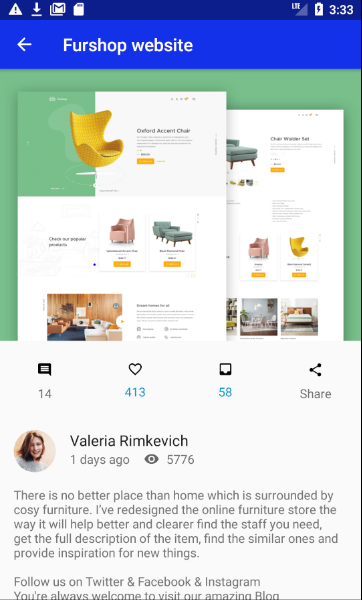 LTE 3:33
Furshop website
Oxford Accent Chair
Chair Walder Set
Check our popular
products
Dream homes for all
14
413
58
Share
Valeria Rimkevich
1 days ago 5776
There is no better place than home which is surrounded by
cosy furniture. I've redesigned the online furniture store the
way it will help better and clearer find the staff you need,
get the full description of the item, find the similar ones and
provide inspiration for new things.
Follow us on Twitter & Facebook & Instagram
You're always welcome to visit our amazing Blog